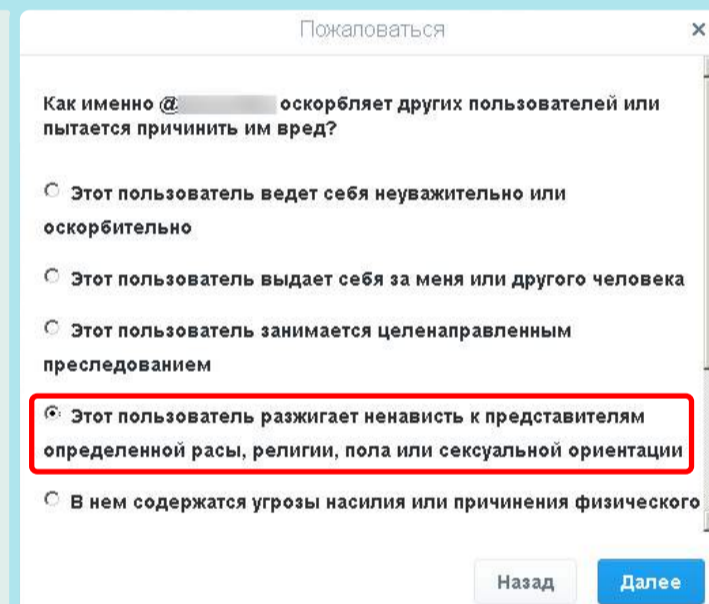 Пожаловаться
Как именно @ оскорбляет других пользователей или
пытается причинить им вред?
Этот пользователь ведет себя неуважительно или
оскорбительно
Этот пользователь выдает себя за меня или другого человека
Этот пользователь занимается целенаправленным
преследованием
Этот пользователь разжигает ненависть к представителям
определенной расы, религии, пола или сексуальной ориентации
В нем содержатся угрозы насилия или причинения физического
Назад Далее